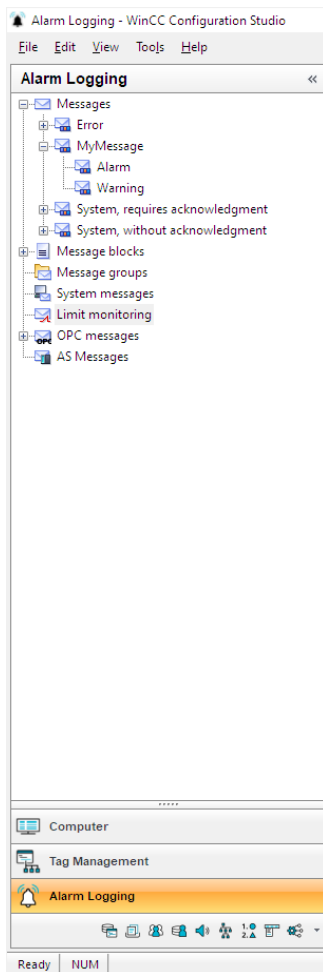 Alarm Logging - WinCC Configuration Studio
File Edit View Tools Help
Alarm Logging «
Messages
Error
MyMessage
Alarm
Warning
System, requires acknowledgment
System, without acknowledgment
Message blocks
Message groups
System messages
Limit monitoring
OPC messages
AS Messages
Computer
Tag Management
Alarm Logging
Ready NUM